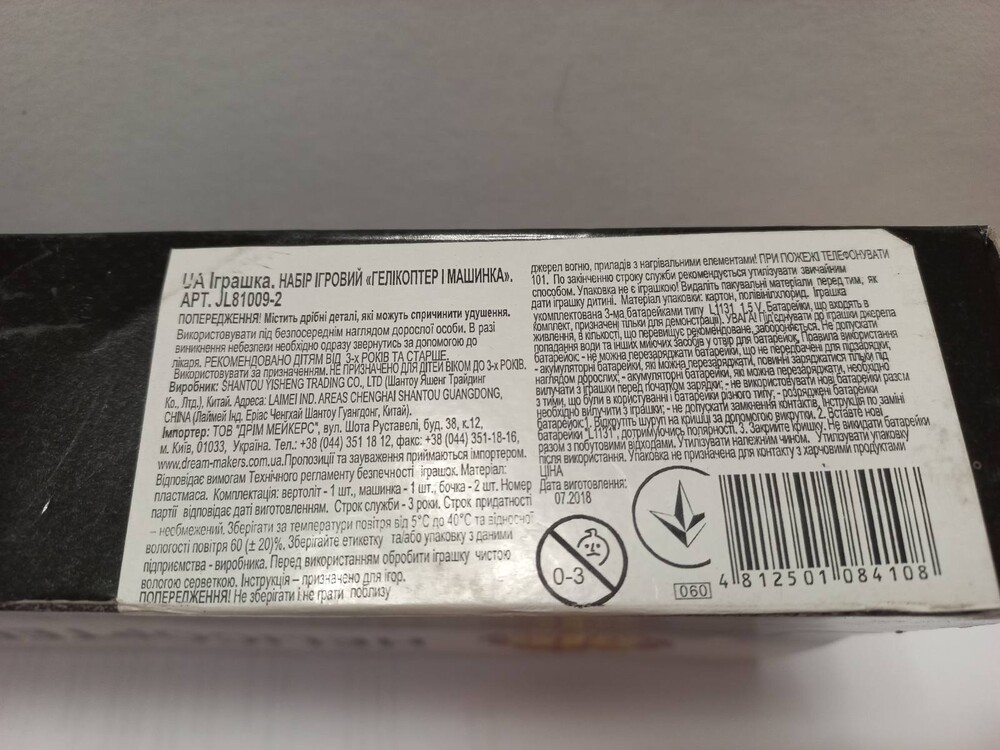 UA Іграшка. НАБІР ІГРОВИЙ «ГЕЛІКОПТЕР І МАШИНКА».
АРТ. JL81009-2
ПОПЕРЕДЖЕННЯ! Містить дрібні деталі, які можуть спричинити удушення.
Використовувати під безпосереднім наглядом дорослої особи. В разі
виникнення небезпеки необхідно одразу звернутись за допомогою до
лікаря. РЕКОМЕНДОВАНО ДІТЯМ ВІД 3-х РОКІВ ТА СТАРШЕ.
Використовувати за призначенням. НЕ ПРИЗНАЧЕНО ДЛЯ ДІТЕЙ ВІКОМ ДО 3-х РОКІВ.
Виробник: SHANTOU YISHENG TRADING CO., LTD (Шантоу Яшенг Трайдинг
Ко., Лтд.), Китай. Адреса: LAIMEI IND. AREAS CHENGHAI SHANTOU GUANGDONG,
CHINA (Лаймеї Інд. Еріас Ченгхай Шантоу Гуангдонг, Китай).
Імпортер: ТОВ "ДРІМ МЕЙКЕРС", вул. Шота Руставелі, буд. 38, к.12,
м. Київ, 01033, Україна. Тел.: +38 (044) 351 18 12, факс: +38 (044) 351-18-16,
www.dream-makers.com.ua.Пропозиції та зауваження приймаються імпортером.
Відповідає вимогам Технічного регламенту безпечності іграшок. Матеріал:
пластмаса. Комплектація: вертоліт - 1 шт., машинка - 1 шт., бочка - 2 шт. Номер
партії відповідає даті виготовленням. Строк служби - 3 роки. Строк придатності
– необмежений. Зберігати за температури повітря від 5°C до 40°C та відносної
вологості повітря 60 (± 20)%, Зберігайте етикетку та/або упаковку з даними
підприємства - виробника. Перед використанням обробити іграшку чистою
вологою серветкою. Інструкція – призначено для ігор.
ПОПЕРЕДЖЕННЯ! Не зберігати і не грати поблизу
джерел вогню, приладів з нагрівальними елементами! ПРИ ПОЖЕЖІ ТЕЛЕФОНУВАТИ
101. По закінченню строку служби рекомендується утилізувати звичайним
способом. Упаковка не є іграшкою! Видаліть пакувальні матеріали перед тим, як
дати іграшку дитині. Матеріал упаковки: картон, полівінілхлорид. Іграшка
укомплектована 3-ма батарейками типу L1131, 1,5 V. Батарейки, що входять в
комплект, призначені тільки для демонстрації. УВАГА! Під'єднувати до іграшки джерела
живлення, в кількості, що перевищує рекомендоване, забороняється. Не допускати
попадання води та інших миючих засобів у отвір для батарейок. Правила використання
батарейок: - не можна перезаряджати батарейки, що не передбачені для підзарядки,
- акумуляторні батарейки, які можна перезаряджати, повинні заряджатися тільки під
наглядом дорослих; - акумуляторні батарейки, які можна перезаряджати, необхідно
вилучати з іграшки перед початком зарядки; - не використовувати нові батарейки разом
з тими, що були в користуванні і батарейки різного типу; - розряджені батарейки
необхідно вилучити з іграшки; - не допускати замкнення контактів. Інструкція по заміні
батарейок: 1. Відкрутіть шуруп на кришці за допомогою викрутки. 2. Вставте нові
батарейки L1131, дотримуючись полярності. 3. Закрийте кришку. Не викидати батарейки
разом з побутовими відходами. Утилізувати належним чином. Утилізувати упаковку
після використання. Упаковка не призначена для контакту з харчовими продуктами
ЦІНА
Дата виготовлення:
07.2018
0-3
060
4 812501 084108